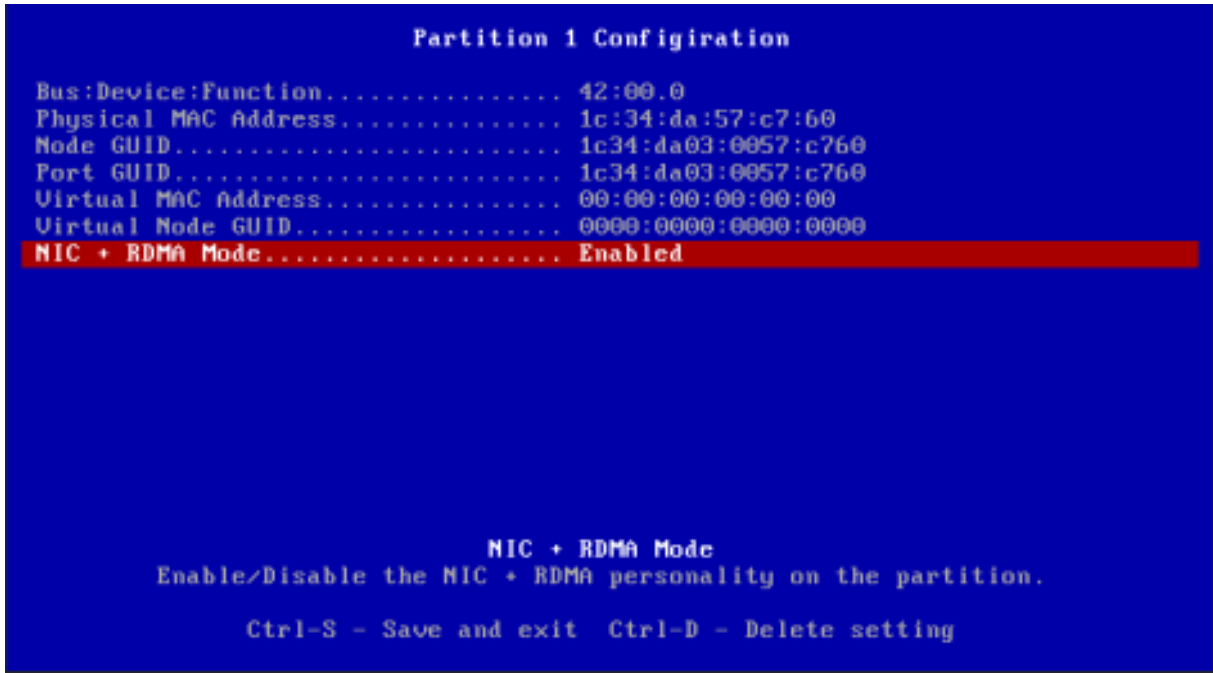 Partition 1 Configiration
Bus:Device:Function................ 42:00.0
Physical MAC Address............... 1c:34:da:57:c7:60
Node GUID.......................... 1c34:da03:0057:c760
Port GUID.......................... 1c34:da03:0057:c760
Virtual MAC Address................ 00:00:00:00:00:00
Virtual Node GUID.................. 0000:0000:0000:0000
NIC + RDMA Mode.................... Enabled
NIC + RDMA Mode
Enable/Disable the NIC + RDMA personality on the partition.
Ctrl-S - Save and exit Ctrl-D - Delete setting